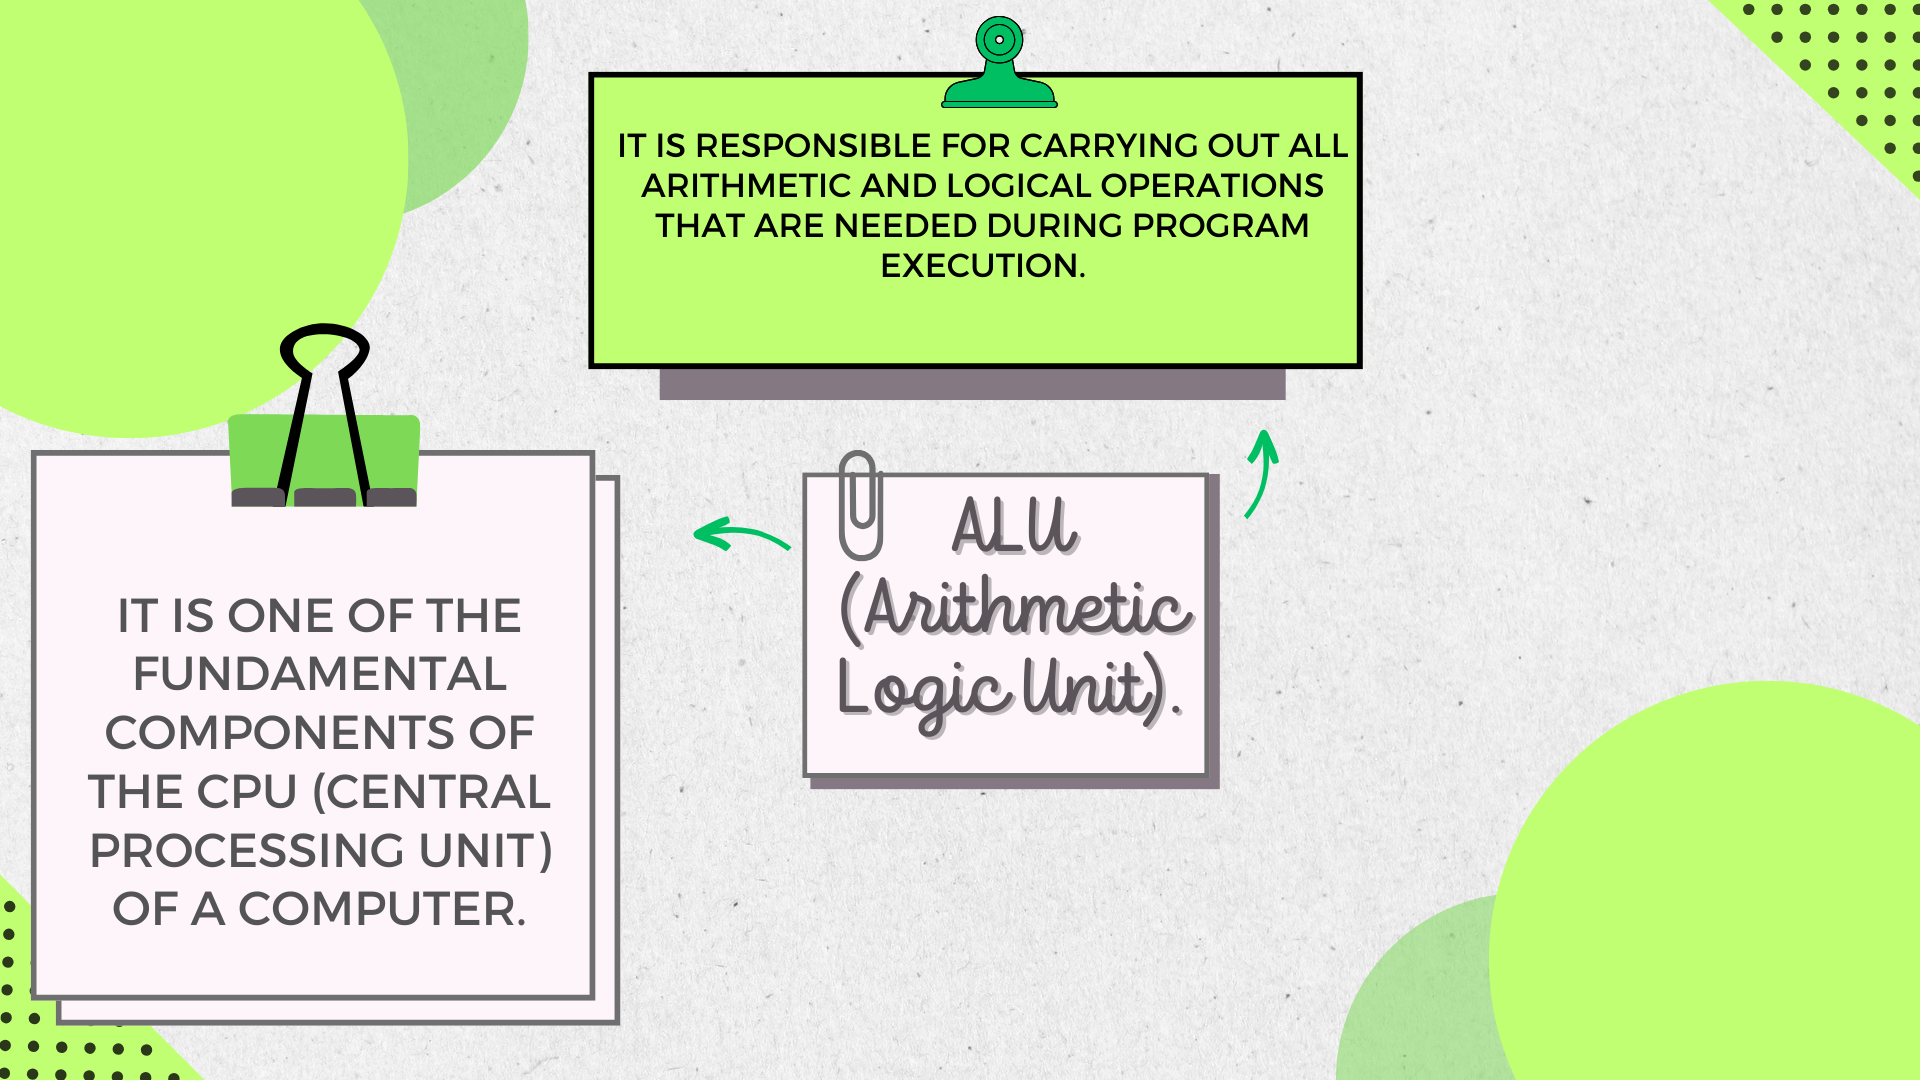 IT IS RESPONSIBLE FOR CARRYING OUT ALL
ARITHMETIC AND LOGICAL OPERATIONS
THAT ARE NEEDED DURING PROGRAM
EXECUTION.
ALU
(Arithmetic
Logic Unit).
IT IS ONE OF THE
FUNDAMENTAL
COMPONENTS OF
THE CPU (CENTRAL
PROCESSING UNIT)
OF A COMPUTER.